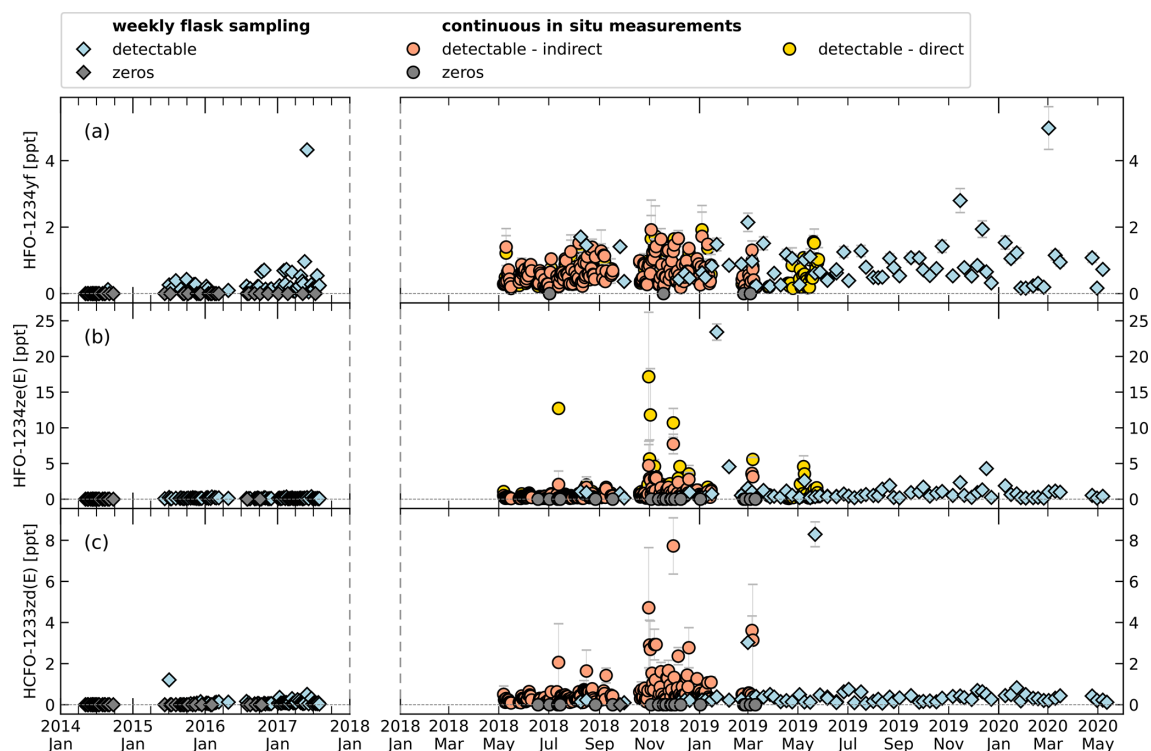 weekly flask sampling
continuous in situ measurements
detectable
detectable - indirect
detectable - direct
zeros
zeros
(a)
HFO-1234yf [ppt]
4
2
0
4
2
0
(b)
HFO-1234ze(E) [ppt]
25
20
15
10
5
0
25
20
15
10
5
0
(c)
HCFO-1233zd(E) [ppt]
8
6
4
2
0
8
6
4
2
0
2014 2015 2016 2017 2018 2018 2018 2018 2018 2018 2018 2019 2019 2019 2019 2019 2019 2020 2020 2020
Jan Jan Jan Jan Jan Jan Mar May Jul Sep Nov Jan Mar May Jul Sep Nov Jan Mar May